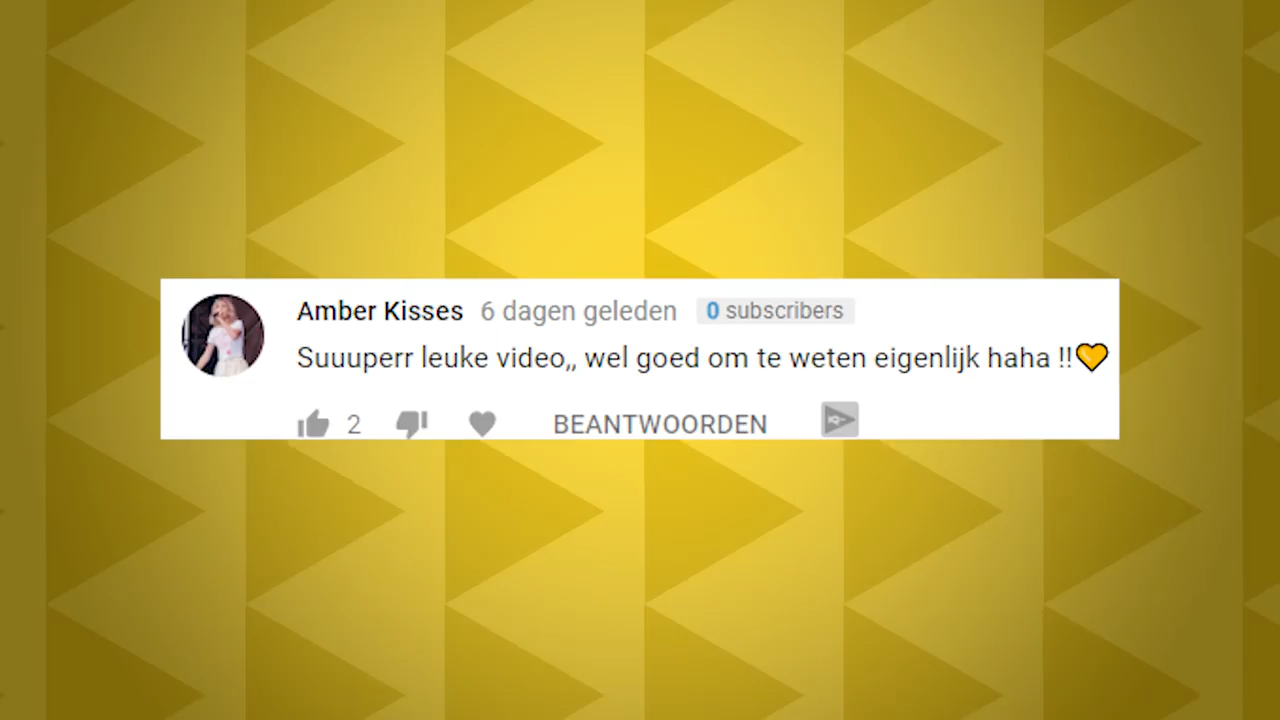 Amber Kisses 6 dagen geleden 0 subscribers
Suuuperr leuke video,, wel goed om te weten eigenlijk haha !!💛
2 BEANTWOORDEN